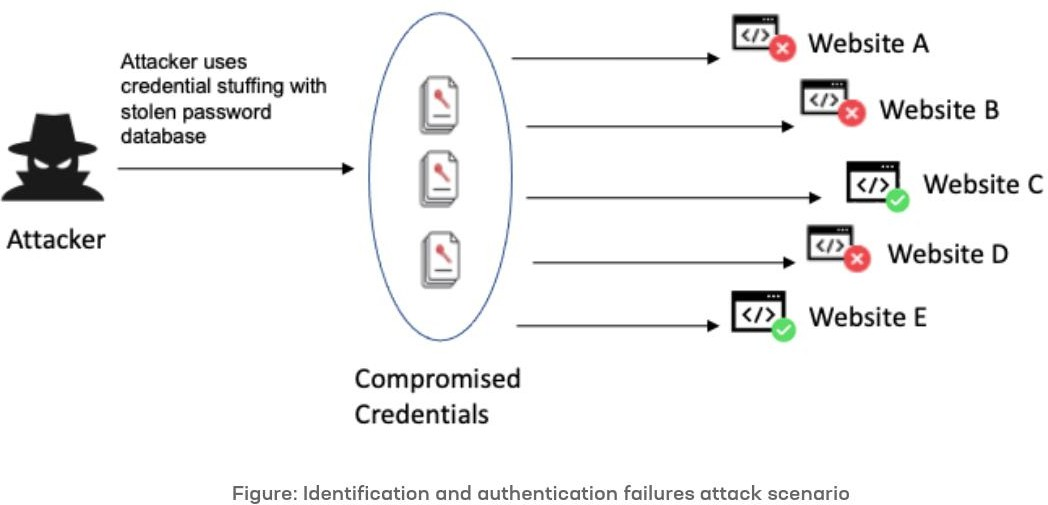 Attacker uses
credential stuffing with
stolen password
database
Attacker
Compromised
Credentials
Website A
Website B
Website C
Website D
Website E
Figure: Identification and authentication failures attack scenario